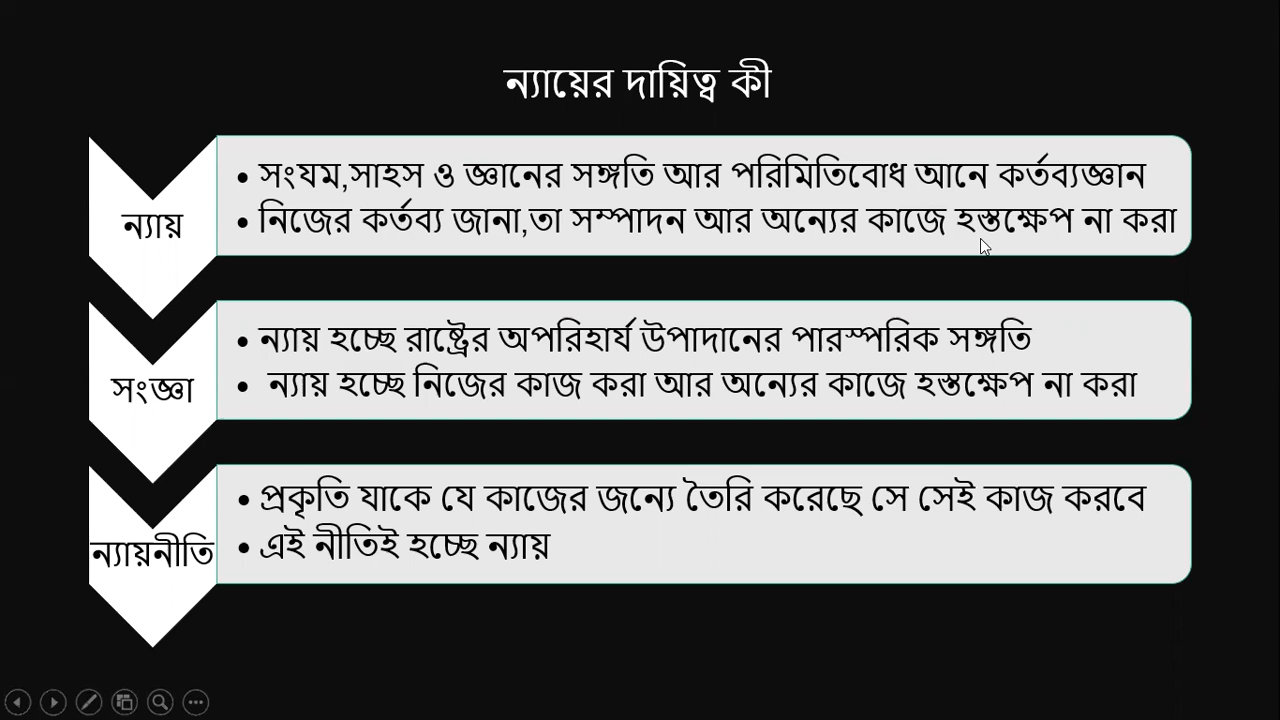 ন্যায়ের দায়িত্ব কী
ন্যায়
• সংযম,সাহস ও জ্ঞানের সঙ্গতি আর পরিমিতিবোধ আনে কর্তব্যজ্ঞান
• নিজের কর্তব্য জানা,তা সম্পাদন আর অন্যের কাজে হস্তক্ষেপ না করা
সংজ্ঞা
• ন্যায় হচ্ছে রাষ্ট্রের অপরিহার্য উপাদানের পারস্পরিক সঙ্গতি
• ন্যায় হচ্ছে নিজের কাজ করা আর অন্যের কাজে হস্তক্ষেপ না করা
ন্যায়নীতি
• প্রকৃতি যাকে যে কাজের জন্যে তৈরি করেছে সে সেই কাজ করবে
• এই নীতিই হচ্ছে ন্যায়